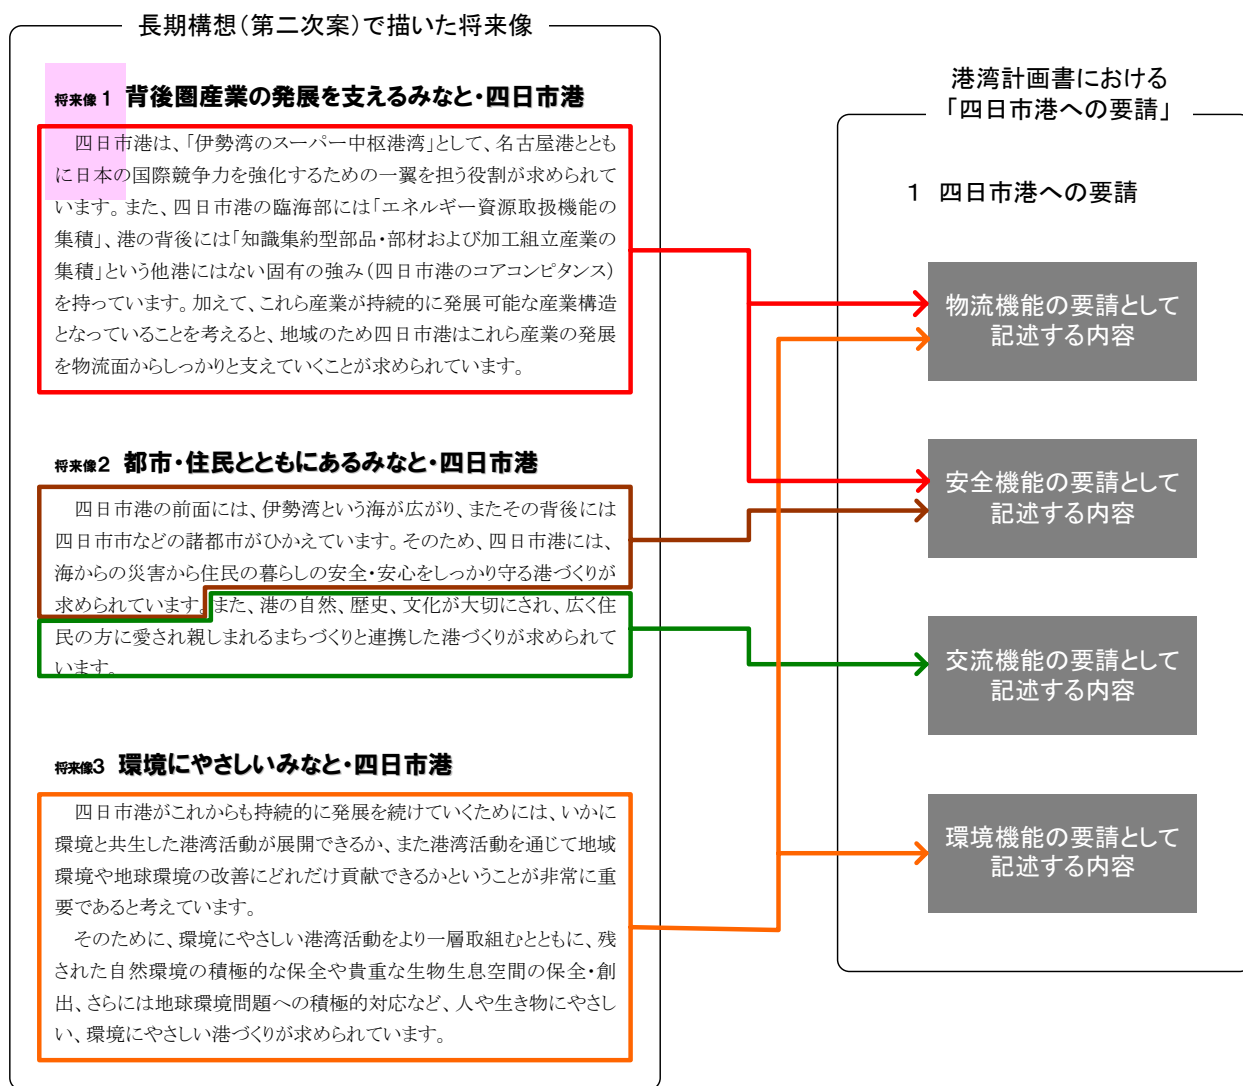 長期構想（第二次案）で描いた将来像
将来像1 背後圏産業の発展を支えるみなと・四日市港
四日市港は、「伊勢湾のスーパー中枢港湾」として、名古屋港ととも
に日本の国際競争力を強化するための一翼を担う役割が求められて
います。また、四日市港の臨海部には「エネルギー資源取扱機能の
集積」、港の背後には「知識集約型部品・部材および加工組立産業の
集積」という他港にはない固有の強み（四日市港のコアコンピタンス）
を持っています。加えて、これら産業が持続的に発展可能な産業構造
となっていることを考えると、地域のため四日市港はこれら産業の発展
を物流面からしっかりと支えていくことが求められています。
将来像2 都市・住民とともにあるみなと・四日市港
四日市港の前面には、伊勢湾という海が広がり、またその背後には
四日市市などの諸都市がひかえています。そのため、四日市港には、
海からの災害から住民の暮らしの安全・安心をしっかり守る港づくりが
求められています。また、港の自然、歴史、文化が大切にされ、広く住
民の方に愛され親しまれるまちづくりと連携した港づくりが求められて
います。
将来像3 環境にやさしいみなと・四日市港
四日市港がこれからも持続的に発展を続けていくためには、いかに
環境と共生した港湾活動が展開できるか、また港湾活動を通じて地域
環境や地球環境の改善にどれだけ貢献できるかということが非常に重
要であると考えています。
そのために、環境にやさしい港湾活動をより一層取組むとともに、残
された自然環境の積極的な保全や貴重な生物生息空間の保全・創
出、さらには地球環境問題への積極的対応など、人や生き物にやさし
い、環境にやさしい港づくりが求められています。
港湾計画書における
「四日市港への要請」
1 四日市港への要請
物流機能の要請として
記述する内容
安全機能の要請として
記述する内容
交流機能の要請として
記述する内容
環境機能の要請として
記述する内容